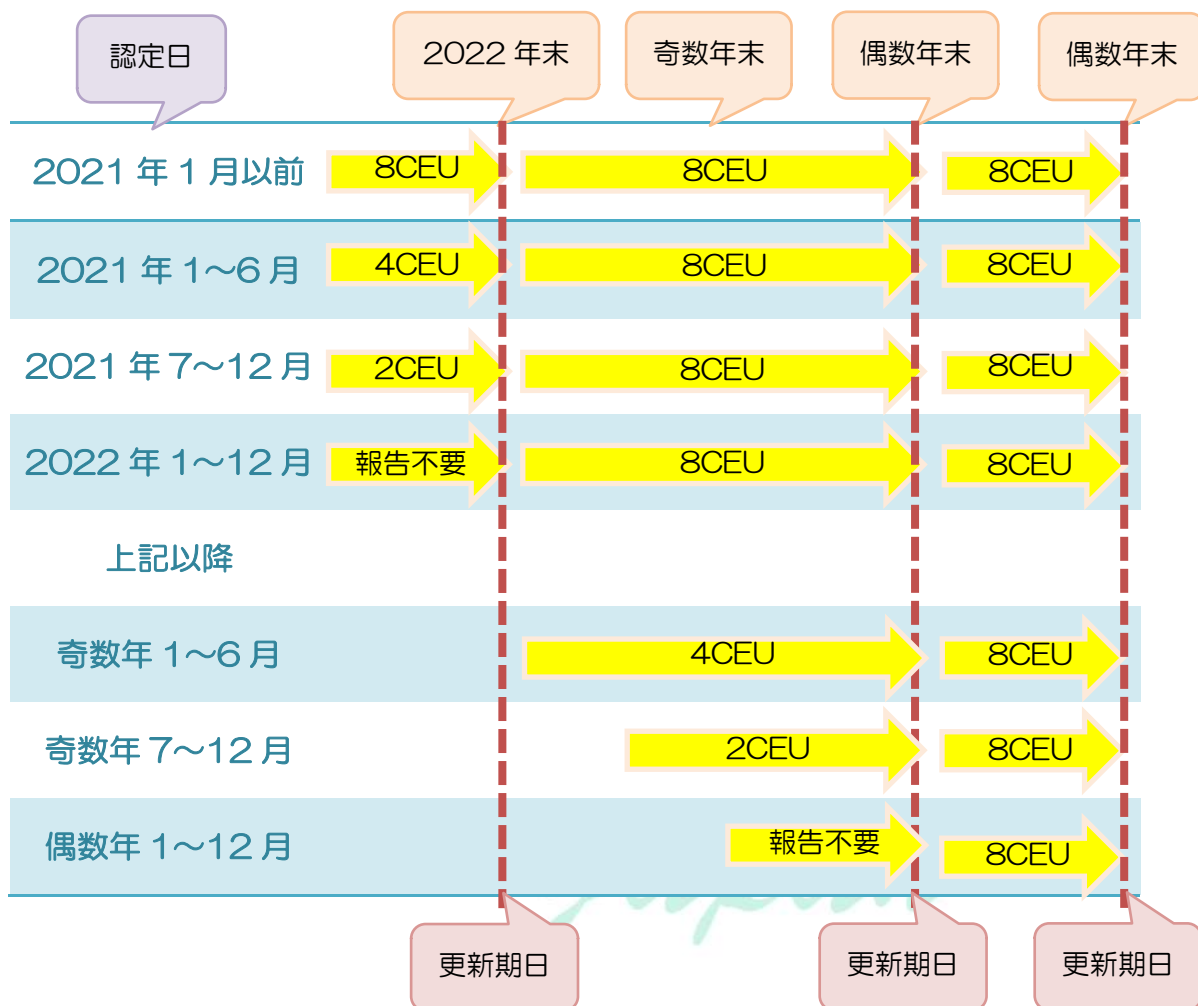 認定日
2022 年末
奇数年末
偶数年末
偶数年末
2021 年 1 月以前
8CEU
8CEU
8CEU
2021 年 1～6 月
4CEU
8CEU
8CEU
2021 年 7～12 月
2CEU
8CEU
8CEU
2022 年 1～12 月
報告不要
8CEU
8CEU
上記以降
奇数年 1～6 月
4CEU
8CEU
奇数年 7～12 月
2CEU
8CEU
偶数年 1～12 月
報告不要
8CEU
更新期日
更新期日
更新期日